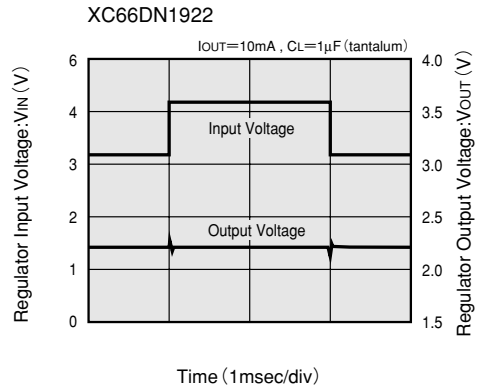 XC66DN1922
IOUT=10mA , CL=1μF（tantalum）
Regulator Input Voltage:VIN（V）
6
4
3
2
1
0
Input Voltage
Output Voltage
4.0
3.5
3.0
2.5
2.0
1.5
Regulator Output Voltage:VOUT（V）
Time（1msec/div）